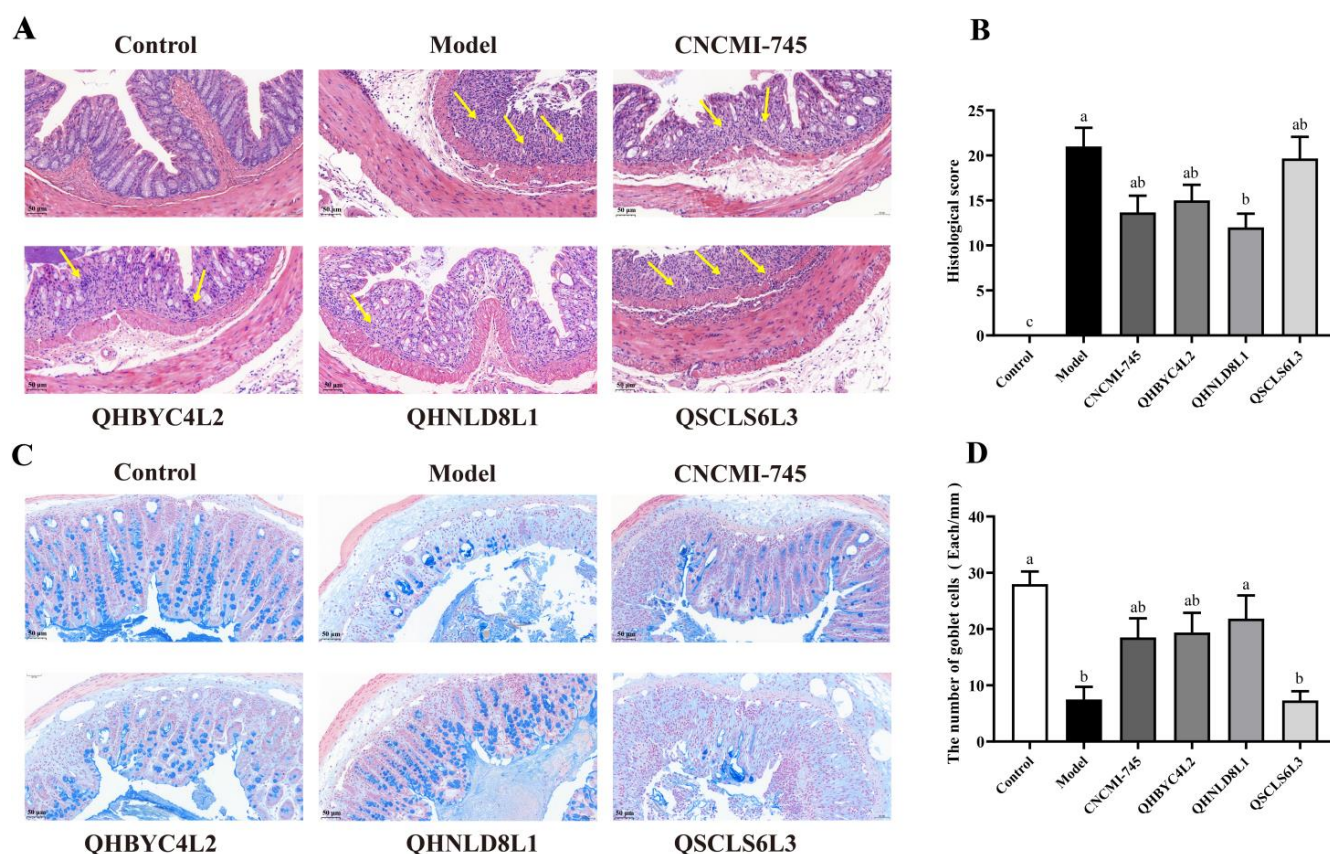 A
Control
Model
CNCMI-745
50 μm
50 μm
50 μm
50 μm
50 μm
50 μm
QHBYC4L2
QHNLD8L1
QSCLS6L3
B
Histological score
25
20
15
10
5
0
c
a
ab
ab
b
ab
Control
Model
CNCMI-745
QHBYC4L2
QHNLD8L1
QSCLS6L3
C
Control
Model
CNCMI-745
50 μm
50 μm
50 μm
50 μm
50 μm
50 μm
QHBYC4L2
QHNLD8L1
QSCLS6L3
D
The number of goblet cells ( Each/mm)
40
30
20
10
0
a
b
ab
ab
a
b
Control
Model
CNCMI-745
QHBYC4L2
QHNLD8L1
QSCLS6L3